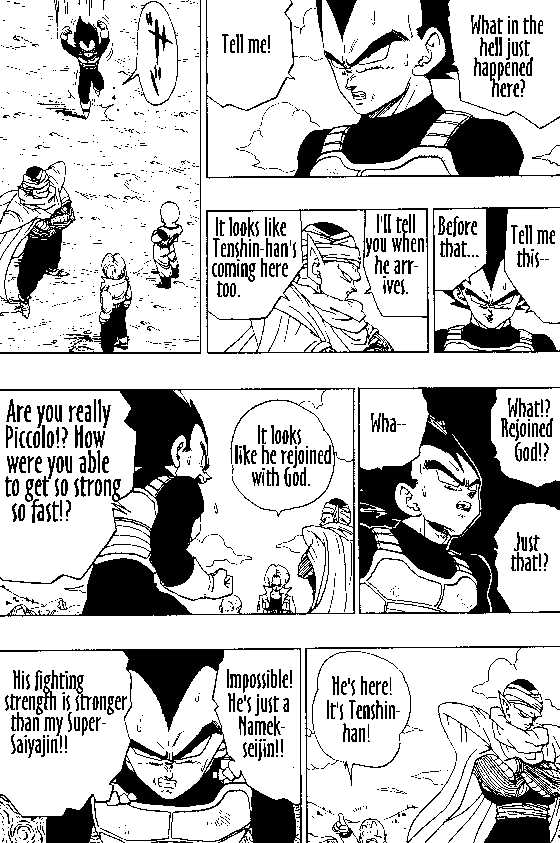 What in the
hell just
happened
here?
Tell me!
Tell me
this--
Before
that...
I'll tell
you when
he arr-
ives.
It looks like
Tenshin-han's
coming here
too.
What!?
Rejoined
God!?
Just
that!?
Wha--
It looks
like he rejoined
with God.
Are you really
Piccolo!? How
were you able
to get so strong
so fast!?
He's here!
It's Tenshin-
han!
Impossible!
He's just a
Namek-
seijin!!
His fighting
strength is stronger
than my Super-
Saiyajin!!